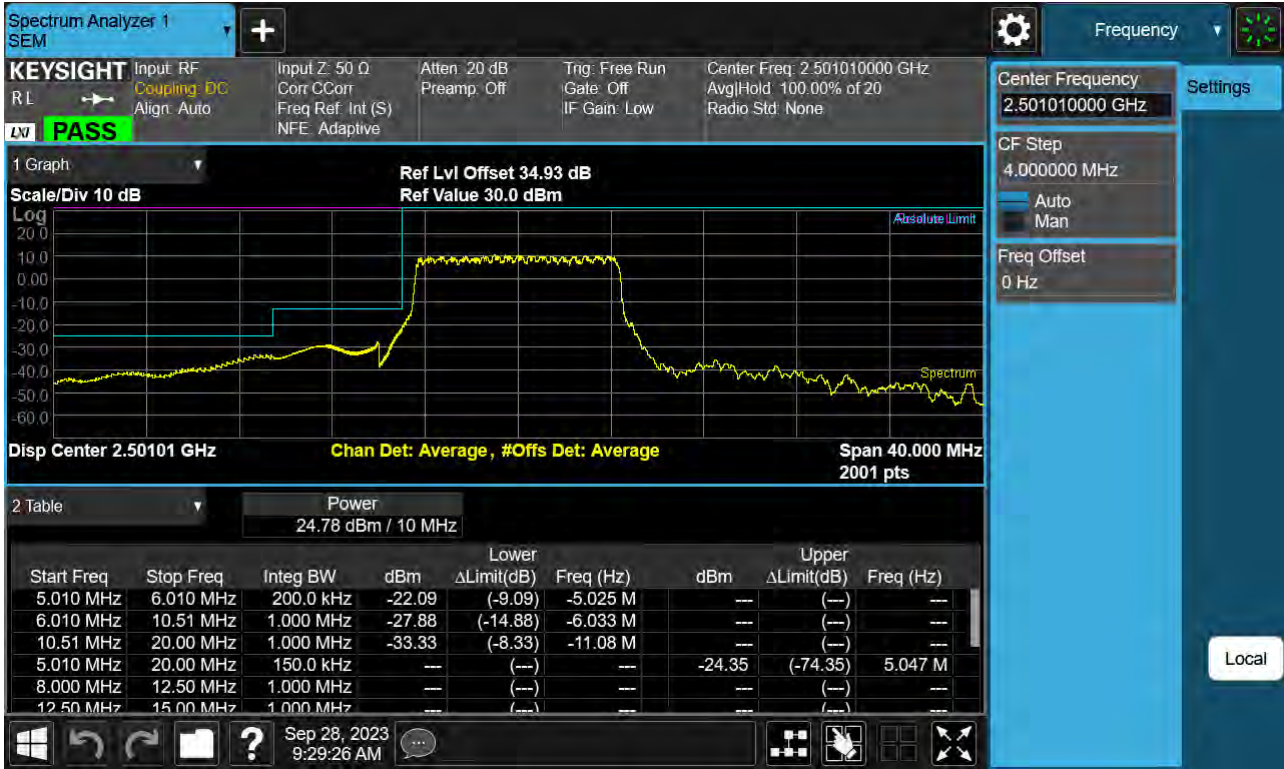 Spectrum Analyzer 1
SEM
Frequency
KEYSIGHT
R L
LXI
PASS
Input: RF
Coupling: DC
Align: Auto
Input Z: 50 Ω
Corr CCorr
Freq Ref: Int (S)
NFE: Adaptive
Atten: 20 dB
Preamp: Off
Trig: Free Run
Gate: Off
IF Gain: Low
Center Freq: 2.501010000 GHz
Avg|Hold: 100.00% of 20
Radio Std: None
Center Frequency
2.501010000 GHz
Settings
CF Step
4.000000 MHz
Auto
Man
Freq Offset
0 Hz
1 Graph
Scale/Div 10 dB
Ref Lvl Offset 34.93 dB
Ref Value 30.0 dBm
Log
Limit
20.0
10.0
0.00
-10.0
-20.0
-30.0
-40.0
-50.0
-60.0
Spectrum
Disp Center 2.50101 GHz
Chan Det: Average, #Offs Det: Average
Span 40.000 MHz
2001 pts
2 Table
Power
24.78 dBm / 10 MHz
Lower Upper
Start Freq Stop Freq Integ BW dBm ΔLimit(dB) Freq (Hz) dBm ΔLimit(dB) Freq (Hz)
5.010 MHz 6.010 MHz 200.0 kHz -22.09 (-9.09) -5.025 M --- (---) ---
6.010 MHz 10.51 MHz 1.000 MHz -27.88 (-14.88) -6.033 M --- (---) ---
10.51 MHz 20.00 MHz 1.000 MHz -33.33 (-8.33) -11.08 M --- (---) ---
5.010 MHz 20.00 MHz 150.0 kHz --- (---) --- -24.35 (-74.35) 5.047 M
8.000 MHz 12.50 MHz 1.000 MHz --- (---) --- --- (---) ---
12.50 MHz 15.00 MHz 1.000 MHz --- (---) --- --- (---) ---
Local
?
Sep 28, 2023
9:29:26 AM